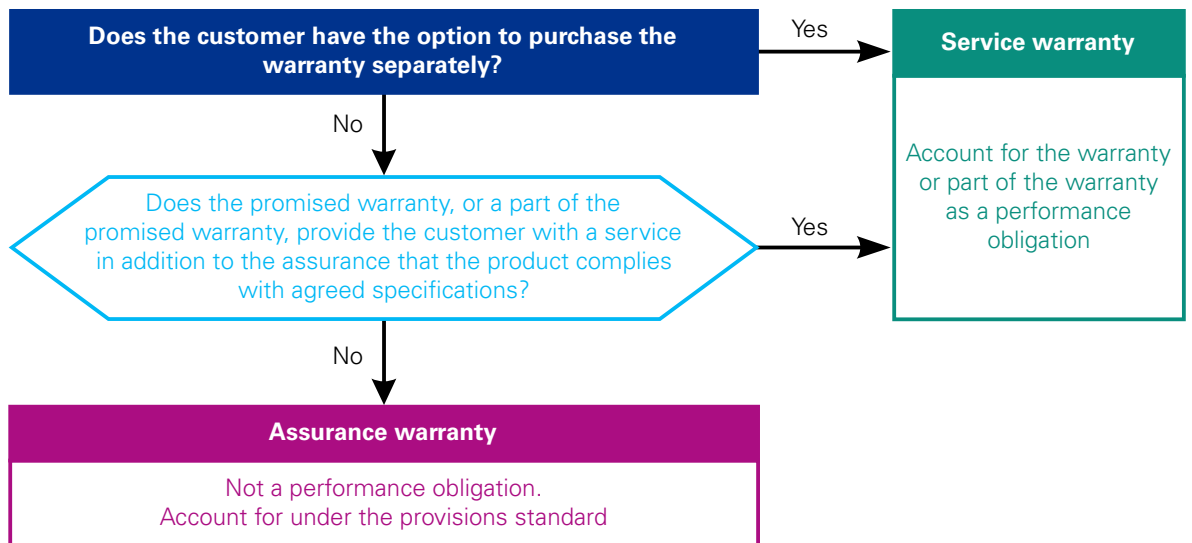 Does the customer have the option to purchase the
warranty separately?
Yes
Service warranty
Account for the warranty
or part of the warranty
as a performance
obligation
No
Does the promised warranty, or a part of the
promised warranty, provide the customer with a service
in addition to the assurance that the product complies
with agreed specifications?
Yes
No
Assurance warranty
Not a performance obligation.
Account for under the provisions standard